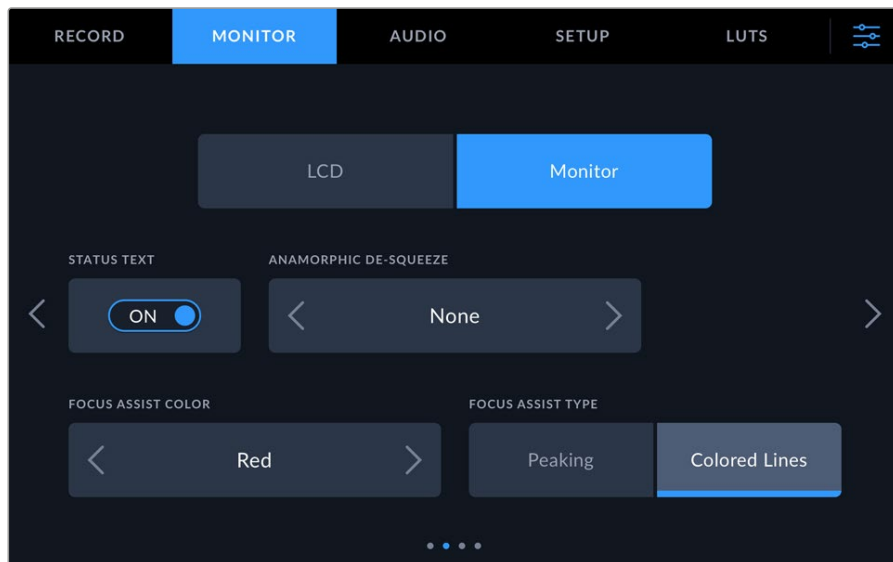 RECORD MONITOR AUDIO SETUP LUTS
LCD Monitor
STATUS TEXT ANAMORPHIC DE-SQUEEZE
ON None
FOCUS ASSIST COLOR FOCUS ASSIST TYPE
Red Peaking Colored Lines